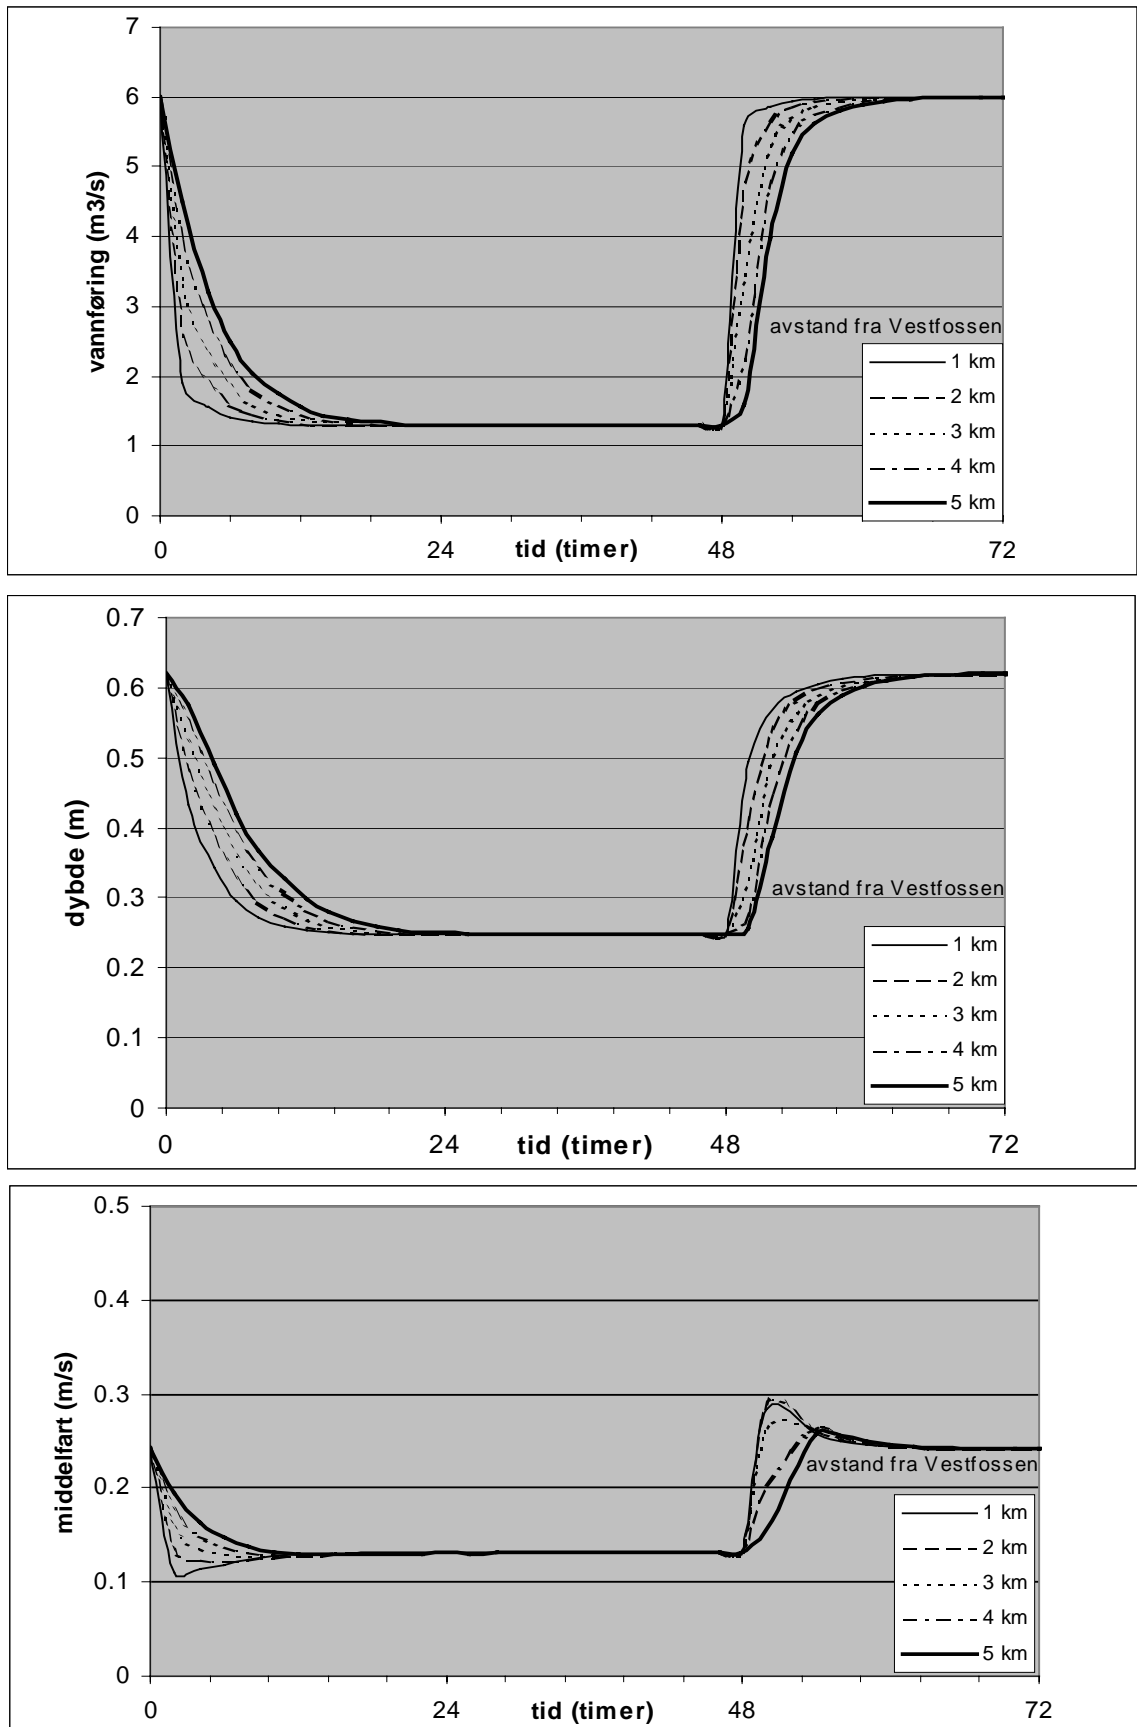 7
6
5
4
3
2
1
0
vannføring (m3/s)
avstand fra Vestfossen
1 km
2 km
3 km
4 km
5 km
0
24
tid (timer)
48
72
0.7
0.6
0.5
0.4
0.3
0.2
0.1
0
dybde (m)
avstand fra Vestfossen
1 km
2 km
3 km
4 km
5 km
0
24
tid (timer)
48
72
0.5
0.4
0.3
0.2
0.1
0
middelfart (m/s)
avstand fra Vestfossen
1 km
2 km
3 km
4 km
5 km
0
24
tid (timer)
48
72